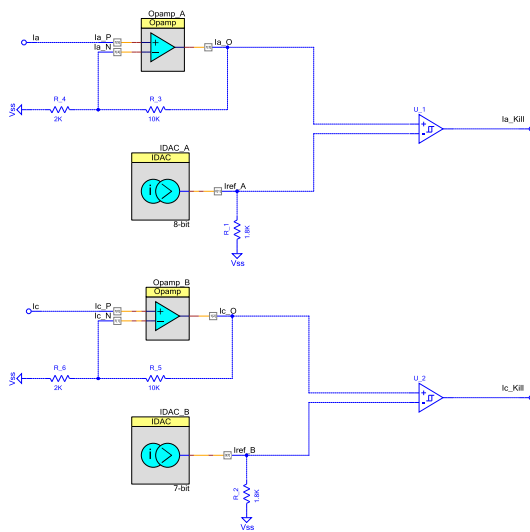 Opamp_A
Opamp
Ia
Ia_P
Ia_N
Ia_O
R_4
2K
R_3
10K
Vss
U_1
Ia_Kill
IDAC_A
IDAC
Iref_A
8-bit
R_1
1.8K
Vss
Opamp_B
Opamp
Ic
Ic_P
Ic_N
Ic_O
R_6
2K
R_5
10K
Vss
U_2
Ic_Kill
IDAC_B
IDAC
i
Iref_B
7-bit
R_2
1.8K
Vss